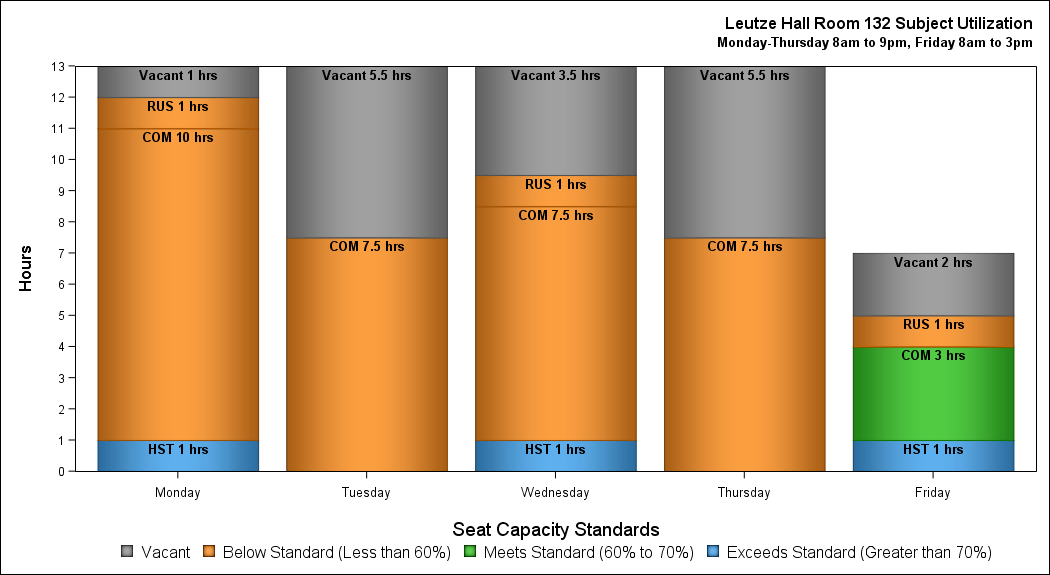 Leutze Hall Room 132 Subject Utilization
Monday-Thursday 8am to 9pm, Friday 8am to 3pm
Hours
13
12
11
10
9
8
7
6
5
4
3
2
1
0
Vacant 1 hrs
RUS 1 hrs
COM 10 hrs
HST 1 hrs
Vacant 5.5 hrs
COM 7.5 hrs
Vacant 3.5 hrs
RUS 1 hrs
COM 7.5 hrs
HST 1 hrs
Vacant 5.5 hrs
COM 7.5 hrs
Vacant 2 hrs
RUS 1 hrs
COM 3 hrs
HST 1 hrs
Monday Tuesday Wednesday Thursday Friday
Seat Capacity Standards
Vacant Below Standard (Less than 60%) Meets Standard (60% to 70%) Exceeds Standard (Greater than 70%)